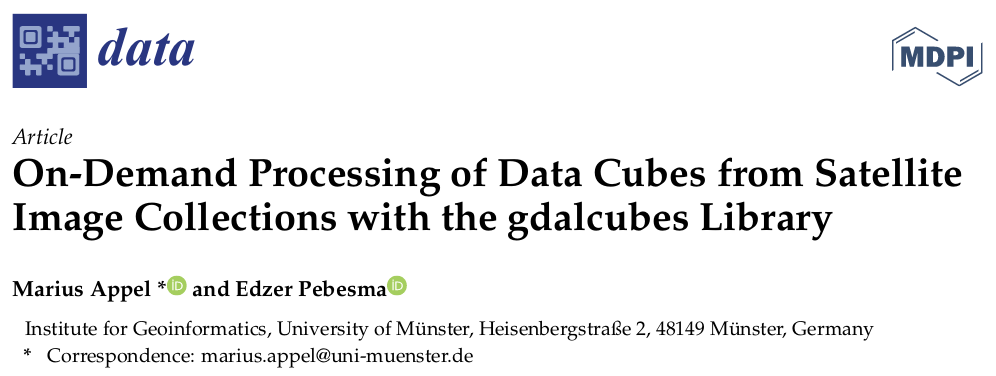 data
MDPI
Article
On-Demand Processing of Data Cubes from Satellite
Image Collections with the gdalcubes Library
Marius Appel * iD and Edzer Pebesma iD
Institute for Geoinformatics, University of Münster, Heisenbergstraße 2, 48149 Münster, Germany
* Correspondence: marius.appel@uni-muenster.de